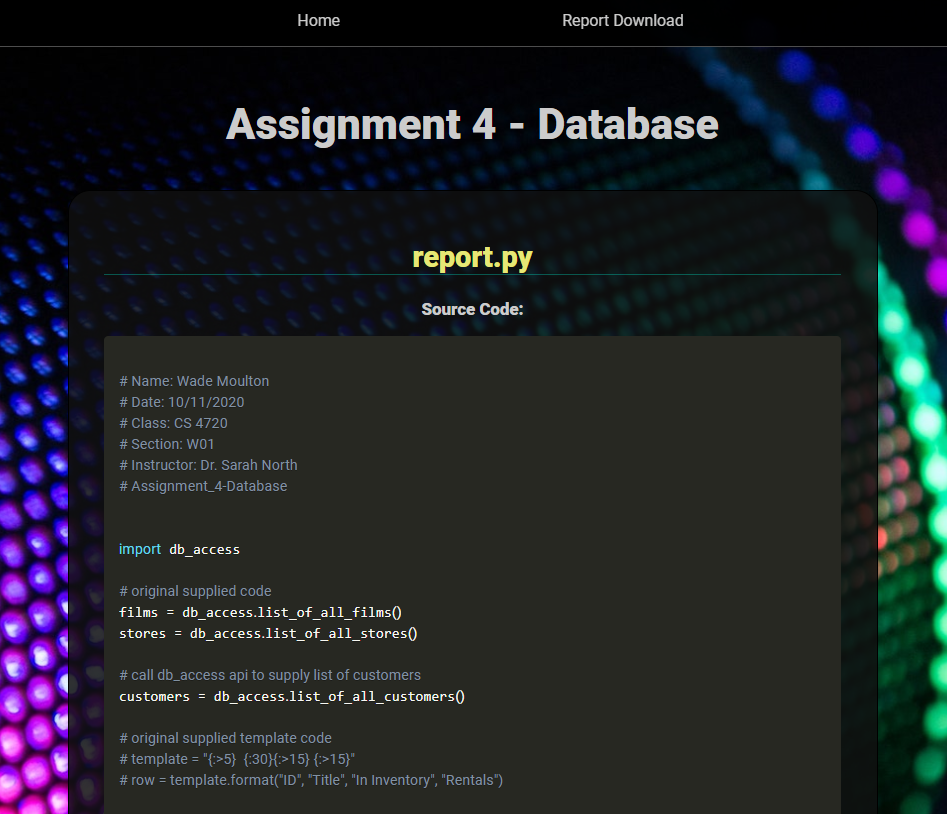 Home Report Download
Assignment 4 - Database
report.py
Source Code:
# Name: Wade Moulton
# Date: 10/11/2020
# Class: CS 4720
# Section: W01
# Instructor: Dr. Sarah North
# Assignment_4-Database
import db_access
# original supplied code
films = db_access.list_of_all_films()
stores = db_access.list_of_all_stores()
# call db_access api to supply list of customers
customers = db_access.list_of_all_customers()
# original supplied template code
# template = "{:>5}  {:30}{:>15} {:>15}"
# row = template.format("ID", "Title", "In Inventory", "Rentals")